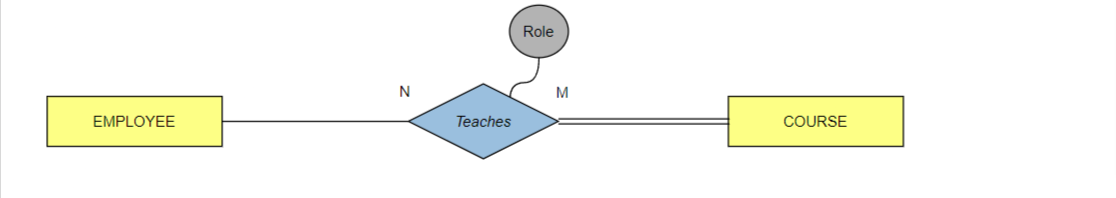 Role
N
M
EMPLOYEE
Teaches
COURSE